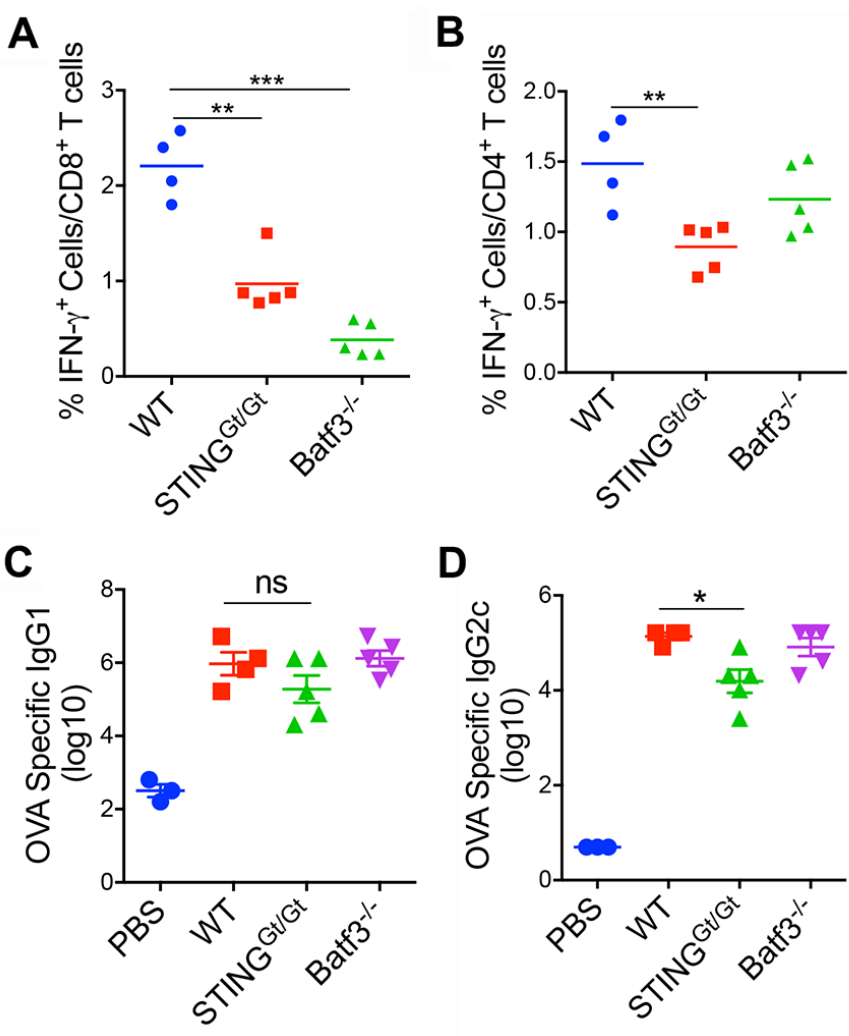 A
% IFN-γ+ Cells/CD8+ T cells
3
2
1
0
***
**
WT
STINGGt/Gt
Batf3-/-
B
% IFN-γ+ Cells/CD4+ T cells
2.0
1.5
1.0
0.5
0.0
**
WT
STINGGt/Gt
Batf3-/-
C
OVA Specific IgG1
(log10)
8
6
4
2
0
ns
PBS
WT
STINGGt/Gt
Batf3-/-
D
OVA Specific IgG2c
(log10)
6
4
2
0
*
PBS
WT
STINGGt/Gt
Batf3-/-